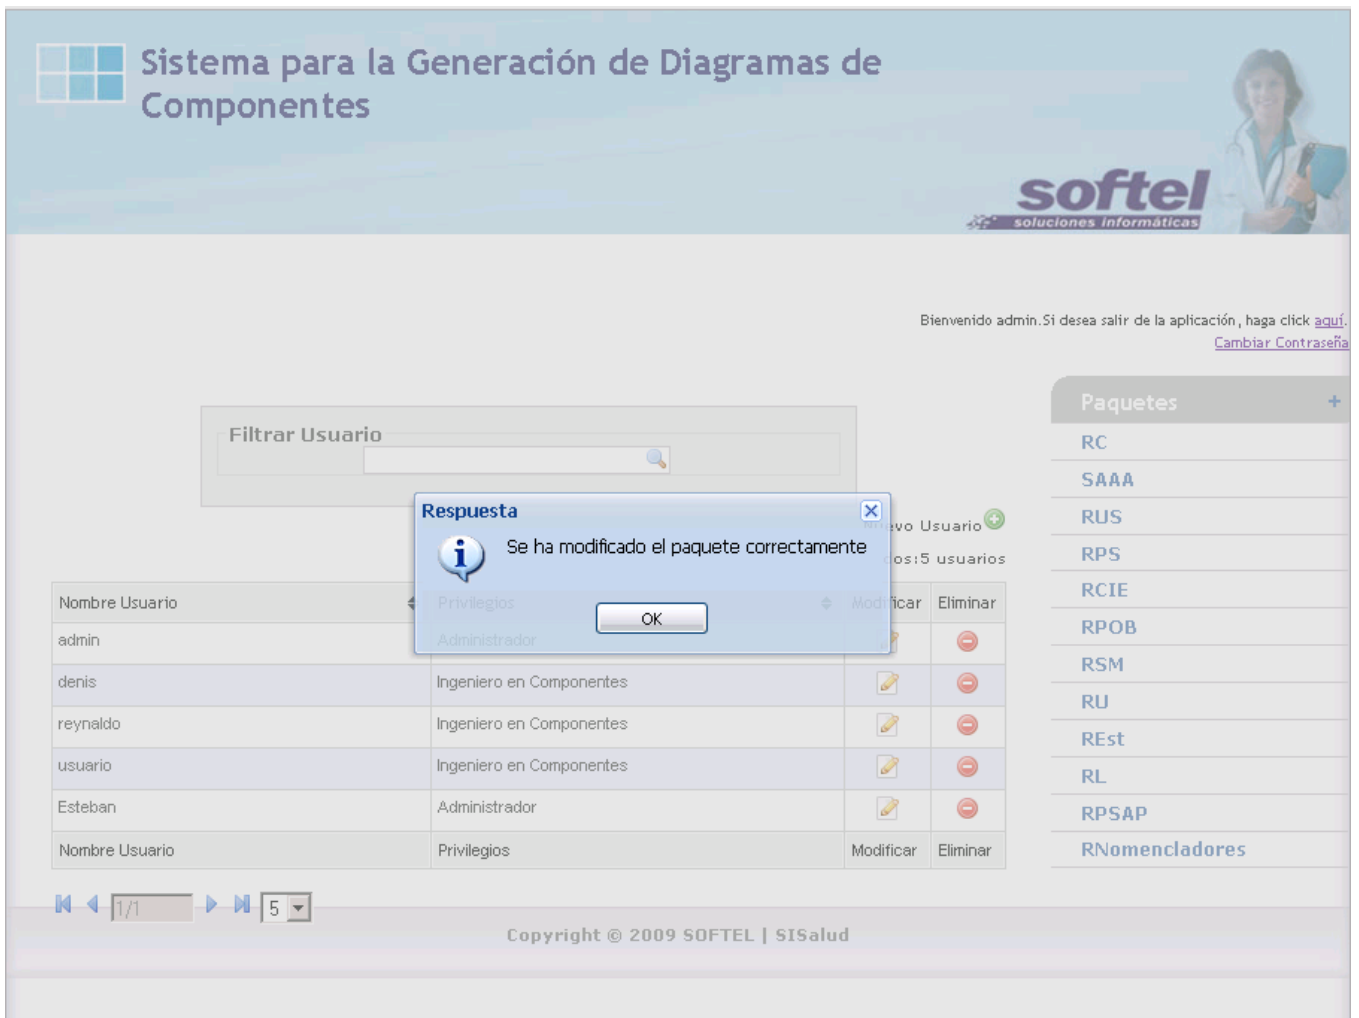 Sistema para la Generación de Diagramas de
Componentes
softel
soluciones informáticas
Bienvenido admin.Si desea salir de la aplicación, haga click aquí.
Cambiar Contraseña
Paquetes +
RC
SAAA
RUS
RPS
RCIE
RPOB
RSM
RU
REst
RL
RPSAP
RNomencladores
Filtrar Usuario
Respuesta
Se ha modificado el paquete correctamente
OK
Usuario
:5 usuarios
Nombre Usuario Privilegios Modificar Eliminar
admin Administrador
denis Ingeniero en Componentes
reynaldo Ingeniero en Componentes
usuario Ingeniero en Componentes
Esteban Administrador
Nombre Usuario Privilegios Modificar Eliminar
1/1 5
Copyright © 2009 SOFTEL | SISalud